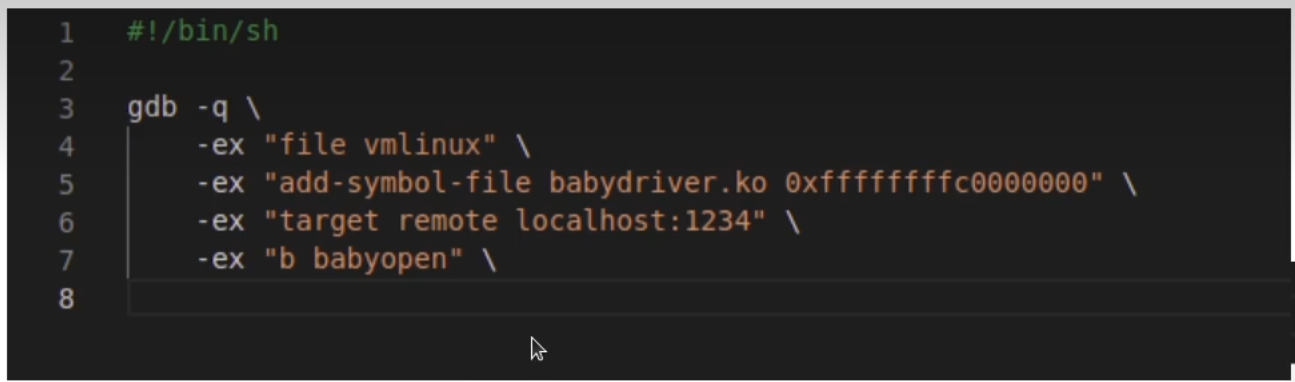 1 #!/bin/sh
2
3 gdb -q \
4 -ex "file vmlinux" \
5 -ex "add-symbol-file babydriver.ko 0xffffffffc0000000" \
6 -ex "target remote localhost:1234" \
7 -ex "b babyopen" \
8